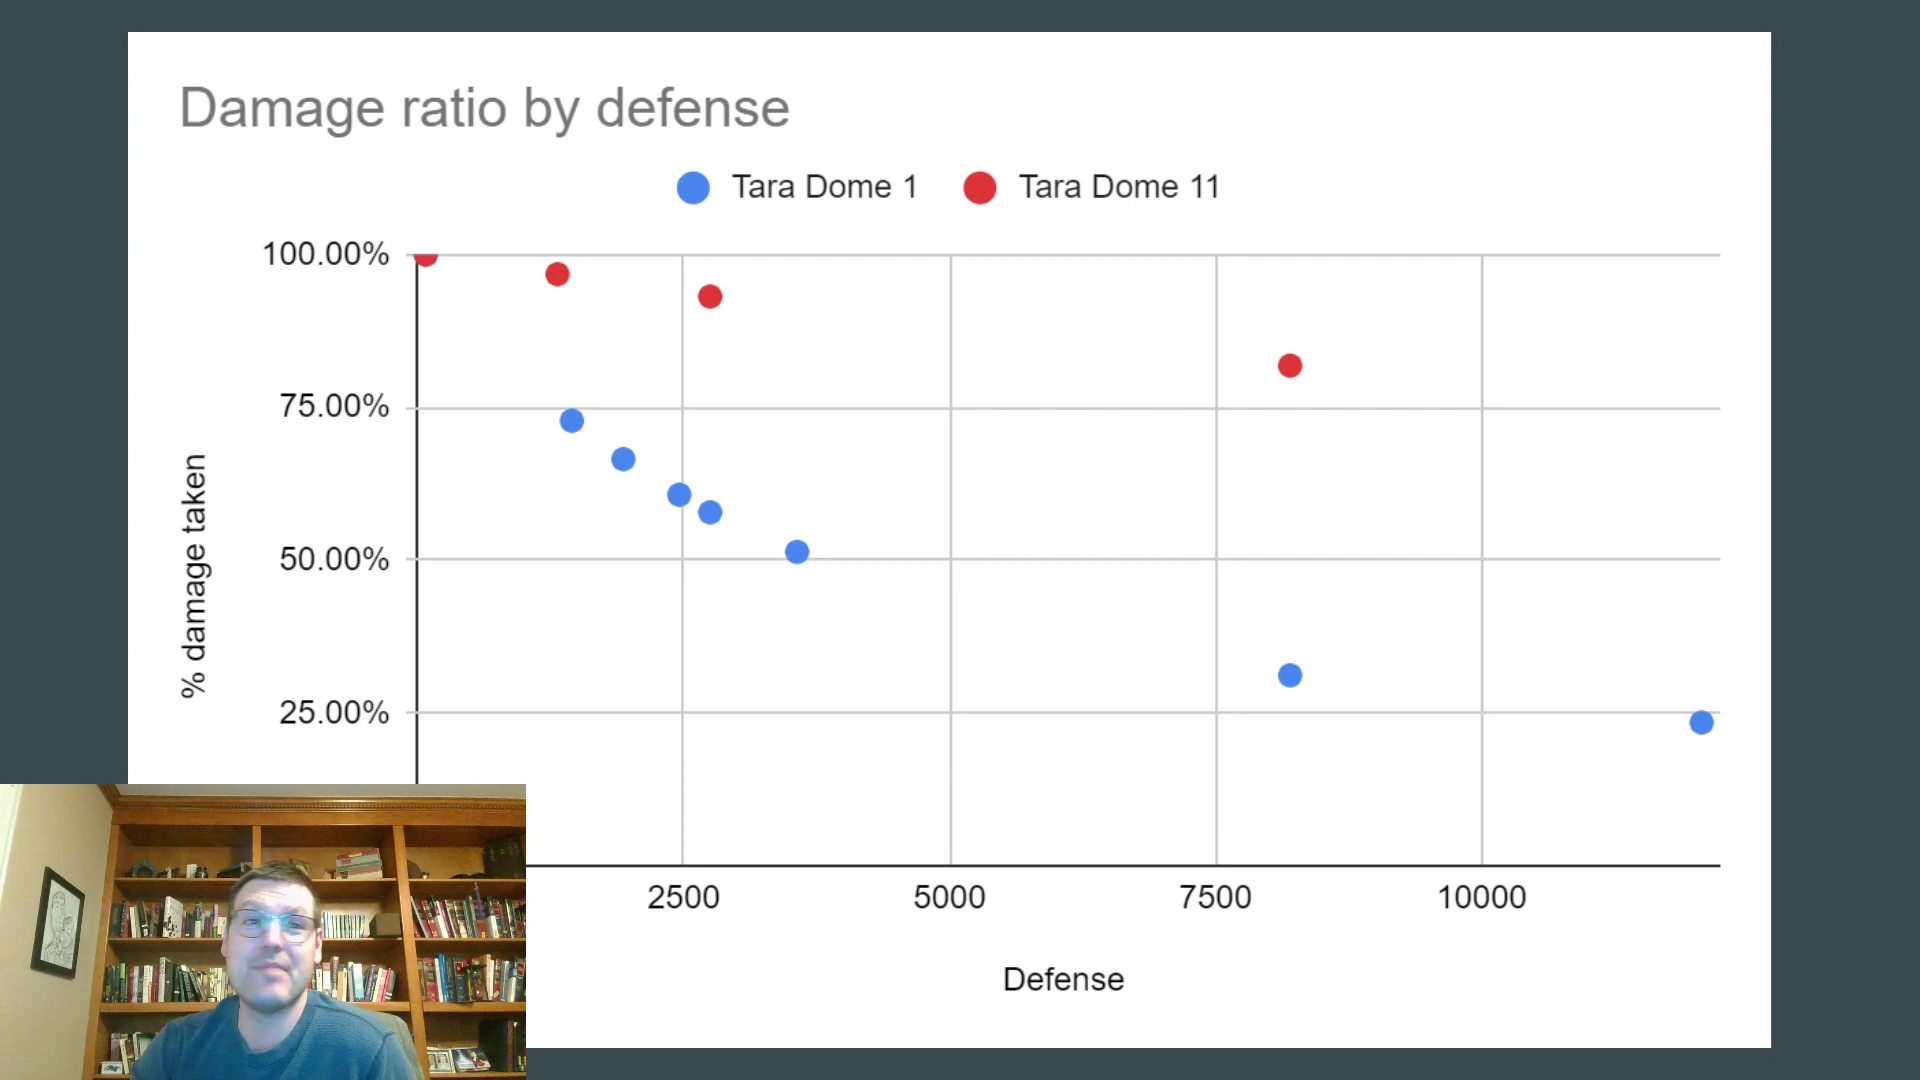 Damage ratio by defense
Tara Dome 1
Tara Dome 11
100.00%
75.00%
50.00%
25.00%
% damage taken
2500
5000
7500
10000
Defense